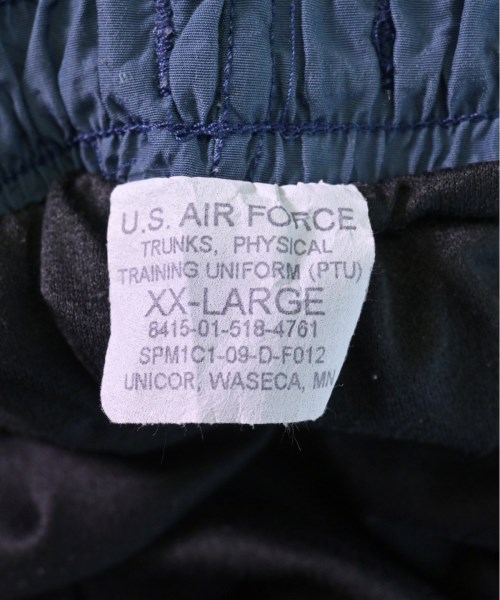 U.S. AIR FORCE
TRUNKS, PHYSICAL
TRAINING UNIFORM (PTU)
XX-LARGE
8415-01-518-4761
SPM1C1-09-D-F012
UNICOR, WASECA, MN